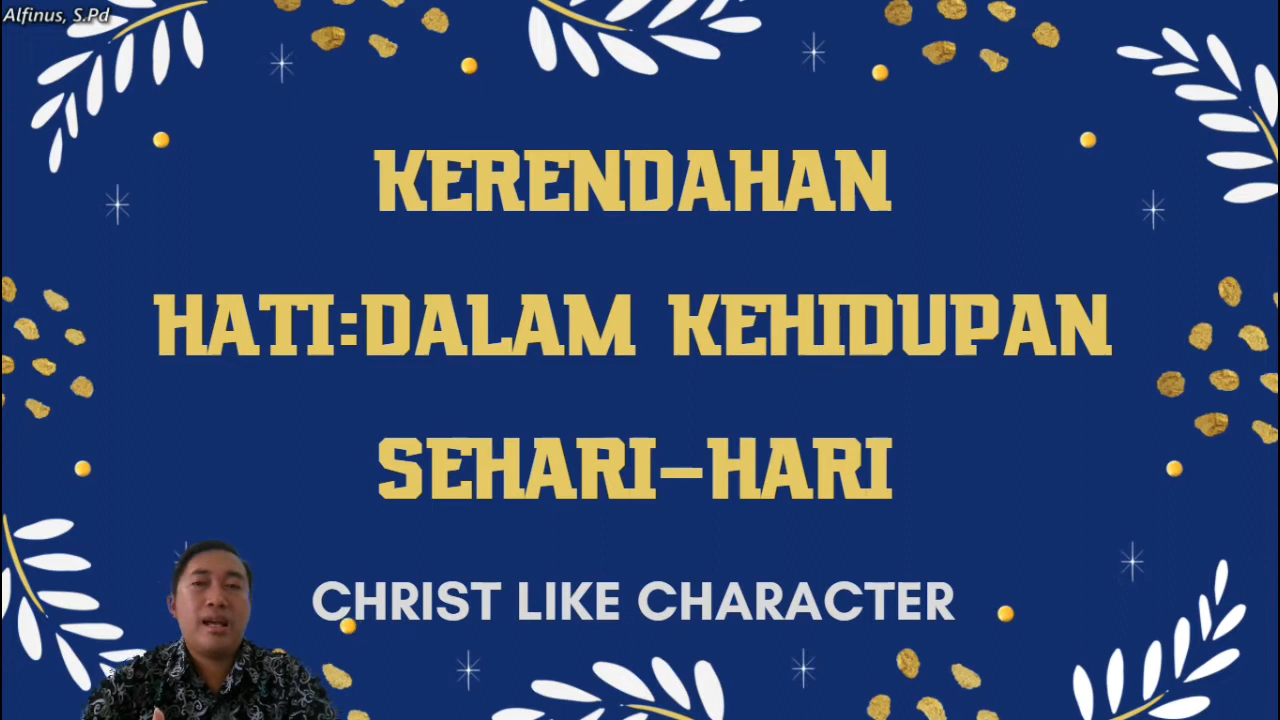 Alfinus, S.Pd
KERENDAHAN
HATI:DALAM KEHIDUPAN
SEHARI-HARI
CHRIST LIKE CHARACTER